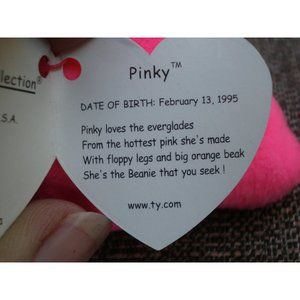 llection®
S.A.
Pinky™
DATE OF BIRTH: February 13, 1995
Pinky loves the everglades
From the hottest pink she's made
With floppy legs and big orange beak
She's the Beanie that you seek !
www.ty.com